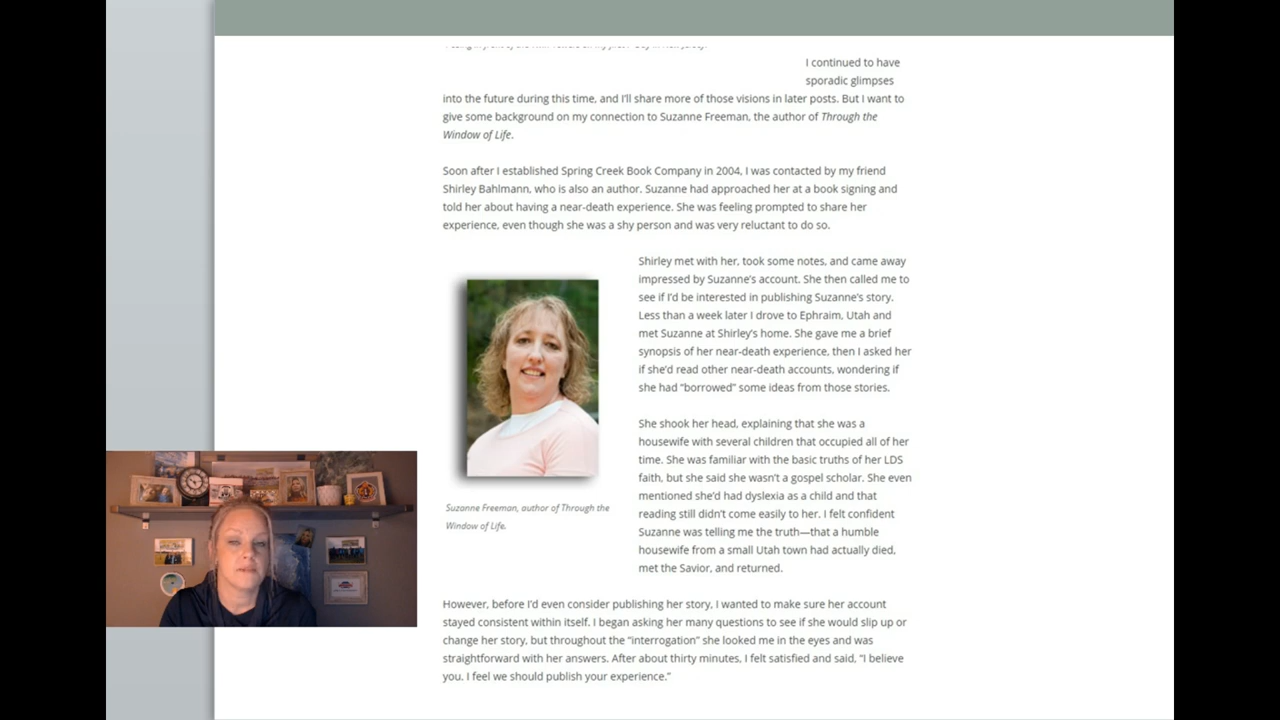 I continued to have
sporadic glimpses
into the future during this time, and I'll share more of those visions in later posts. But I want to
give some background on my connection to Suzanne Freeman, the author of Through the
Window of Life.
Soon after I established Spring Creek Book Company in 2004, I was contacted by my friend
Shirley Bahlmann, who is also an author. Suzanne had approached her at a book signing and
told her about having a near-death experience. She was feeling prompted to share her
experience, even though she was a shy person and was very reluctant to do so.
Shirley met with her, took some notes, and came away
impressed by Suzanne's account. She then called me to
see if I'd be interested in publishing Suzanne's story.
Less than a week later I drove to Ephraim, Utah and
met Suzanne at Shirley's home. She gave me a brief
synopsis of her near-death experience, then I asked her
if she'd read other near-death accounts, wondering if
she had "borrowed" some ideas from those stories.
She shook her head, explaining that she was a
housewife with several children that occupied all of her
time. She was familiar with the basic truths of her LDS
faith, but she said she wasn't a gospel scholar. She even
mentioned she'd had dyslexia as a child and that
reading still didn't come easily to her. I felt confident
Suzanne was telling me the truth—that a humble
housewife from a small Utah town had actually died,
met the Savior, and returned.
Suzanne Freeman, author of Through the
Window of Life.
However, before I'd even consider publishing her story, I wanted to make sure her account
stayed consistent within itself. I began asking her many questions to see if she would slip up or
change her story, but throughout the "interrogation" she looked me in the eyes and was
straightforward with her answers. After about thirty minutes, I felt satisfied and said, "I believe
you. I feel we should publish your experience."